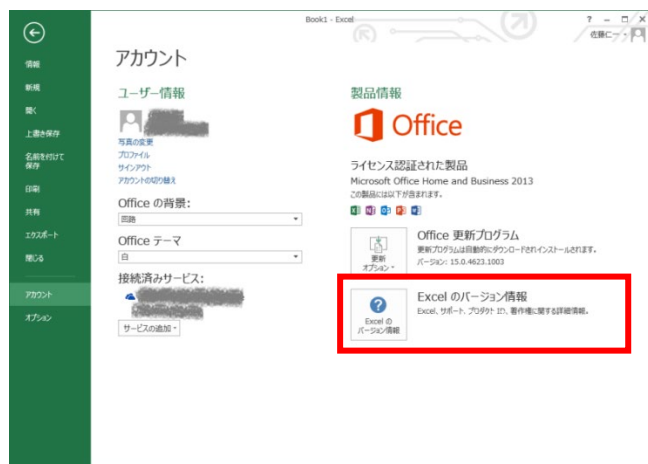 Book1 - Excel
? － □ ×
佐藤仁一
情報
新規
開く
上書き保存
名前を付けて
保存
印刷
共有
エクスポート
閉じる
アカウント
オプション
アカウント
ユーザー情報
写真の変更
プロファイル
サインアウト
アカウントの切り替え
Office の背景:
回路
Office テーマ
白
接続済みサービス:
サービスの追加
製品情報
Office
ライセンス認証された製品
Microsoft Office Home and Business 2013
この製品には以下が含まれます。
更新
オプション
Office 更新プログラム
更新プログラムは自動的にダウンロードされインストールされます。
バージョン: 15.0.4623.1003
Excel の
バージョン情報
Excel のバージョン情報
Excel、サポート、プロダクト ID、著作権に関する詳細情報。